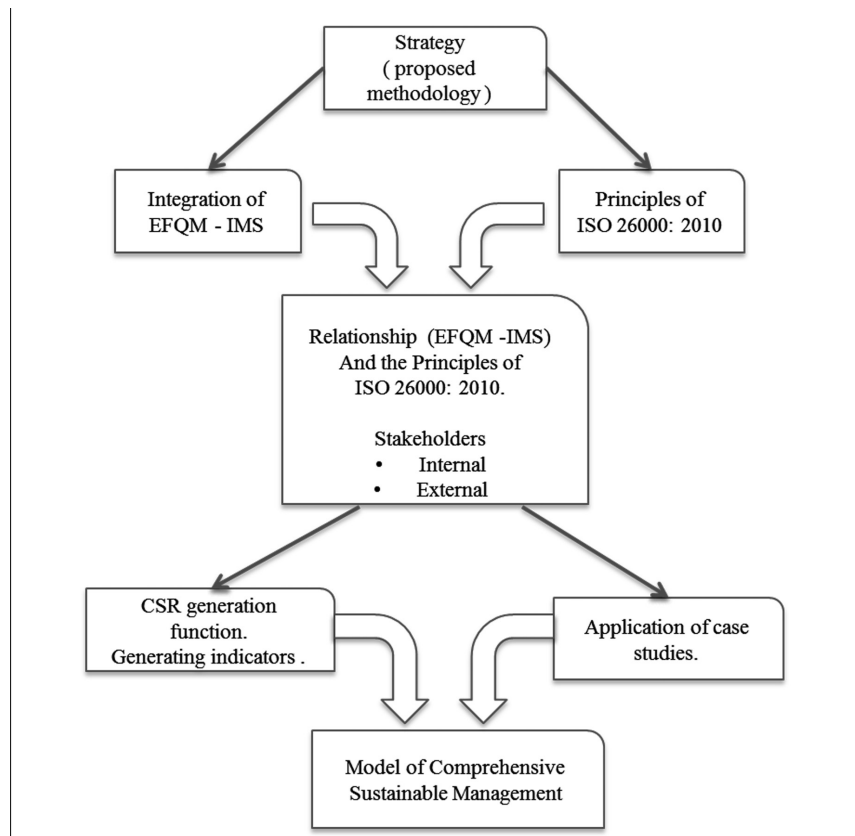 Strategy
( proposed
methodology )
Integration of
EFQM - IMS
Principles of
ISO 26000: 2010
Relationship (EFQM -IMS)
And the Principles of
ISO 26000: 2010.
Stakeholders
• Internal
• External
CSR generation
function.
Generating indicators .
Application of case
studies.
Model of Comprehensive
Sustainable Management